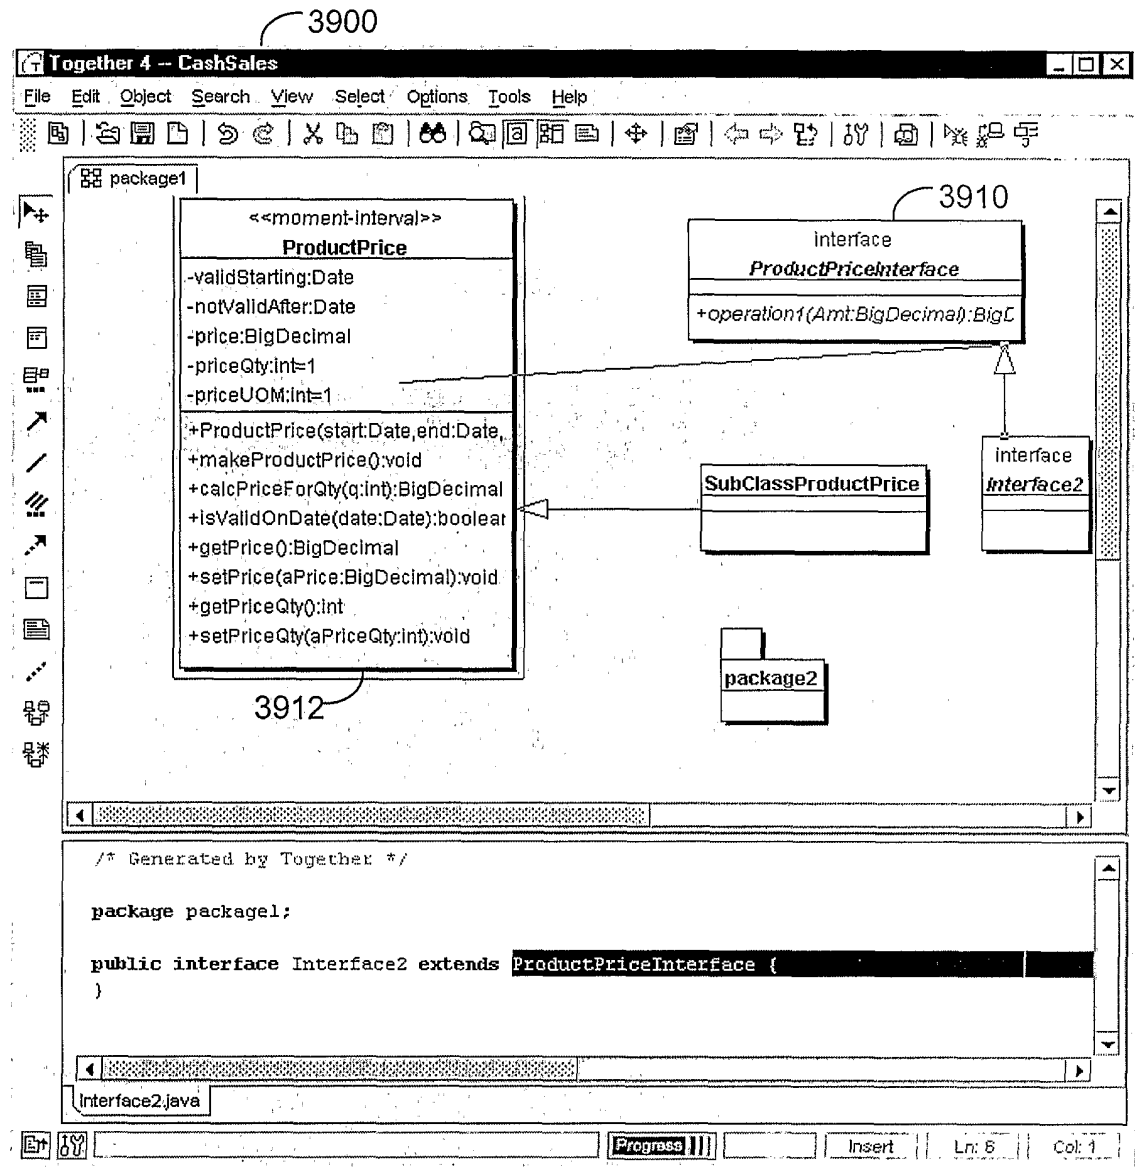 3900
Together 4 -- CashSales
File Edit Object Search View Select Options Tools Help
package1
<<moment-interval>>
ProductPrice
-validStarting:Date
-notValidAfter:Date
-price:BigDecimal
-priceQty:int=1
-priceUOM:int=1
+ProductPrice(start:Date,end:Date,
+makeProductPrice():void
+calcPriceForQty(q:int):BigDecimal
+isValidOnDate(date:Date):boolear
+getPrice():BigDecimal
+setPrice(aPrice:BigDecimal):void
+getPriceQty():int
+setPriceQty(aPriceQty:int):void
3912
3910
interface
ProductPriceInterface
+operation1(Amt:BigDecimal):BigD
SubClassProductPrice
interface
Interface2
package2
/* Generated by Together */
package package1;
public interface Interface2 extends ProductPriceInterface {
}
Interface2.java
Progress Insert Ln: 6 Col: 1